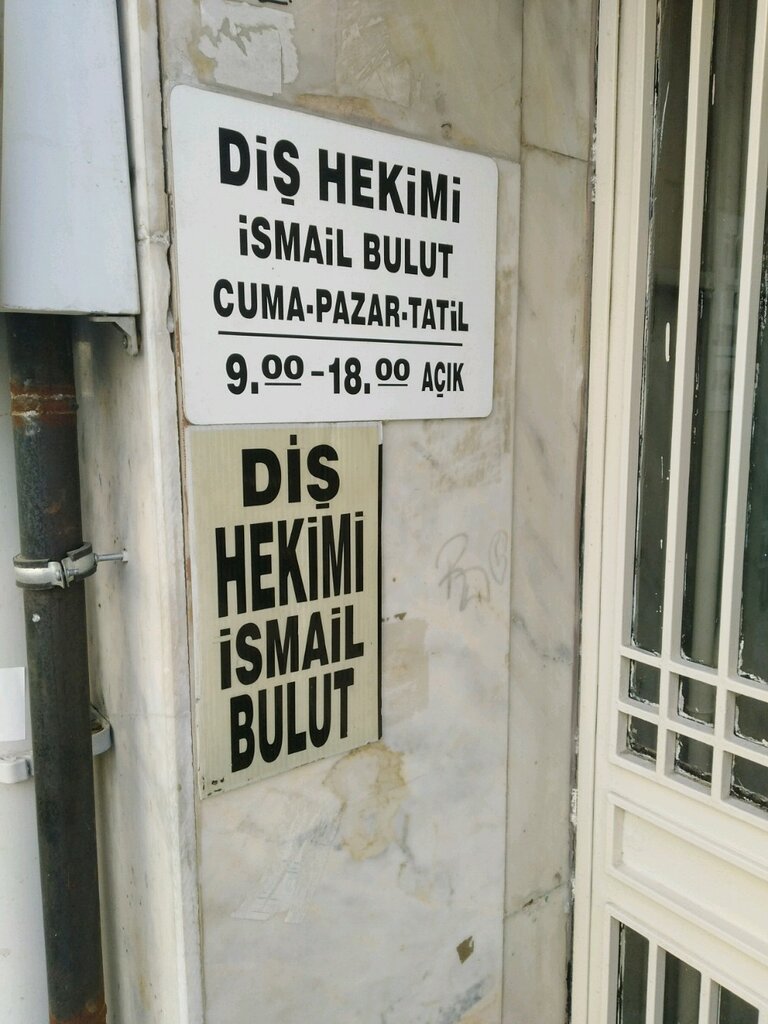 DİŞ HEKİMİ
İSMAİL BULUT
CUMA-PAZAR-TATİL
9.00-18.00 AÇIK
DİŞ
HEKİMİ
İSMAİL
BULUT